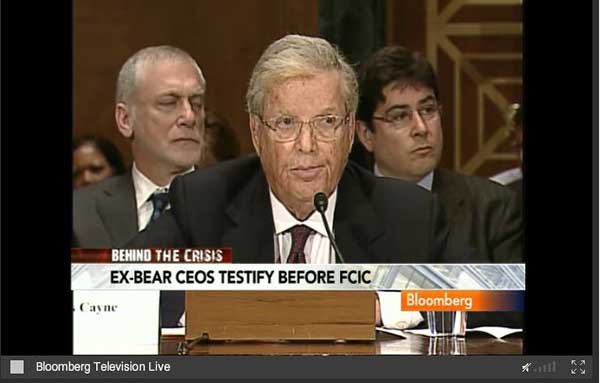 BEHIND THE CRISIS
EX-BEAR CEOS TESTIFY BEFORE FCIC
Cayne
Bloomberg
Bloomberg Television Live